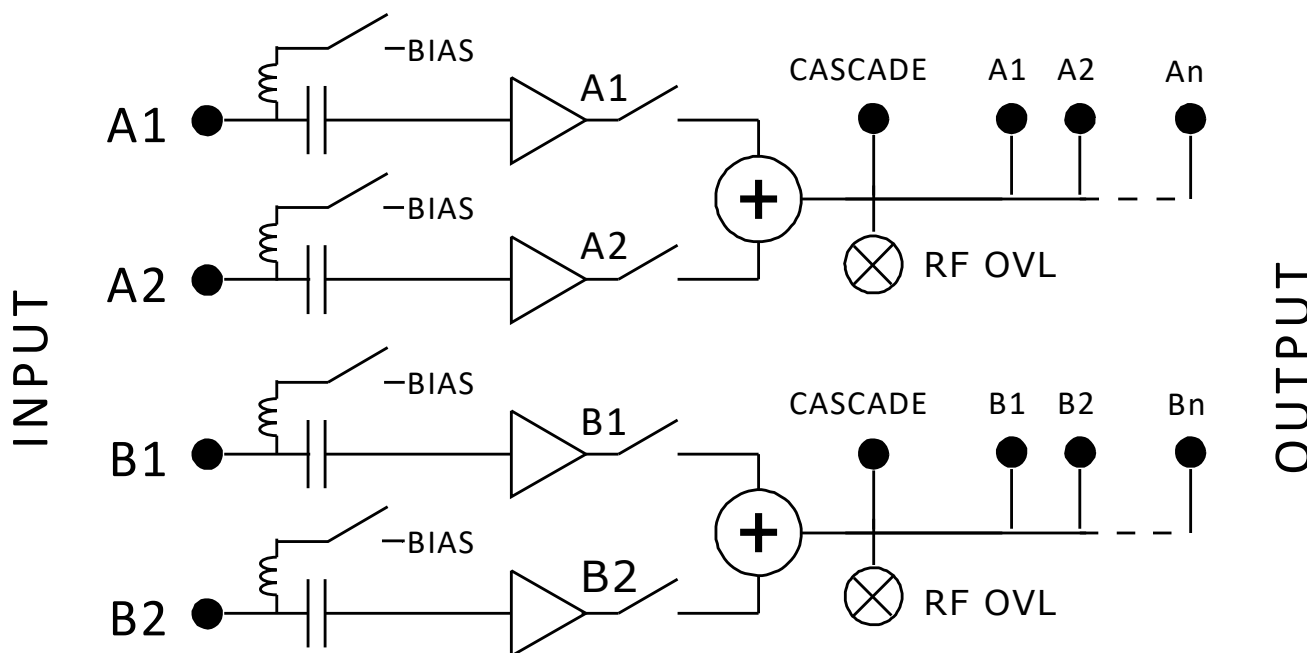 BIAS
CASCADE A1 A2 An
A1 A1
BIAS
A2 A2
RF OVL
INPUT
OUTPUT
BIAS
CASCADE B1 B2 Bn
B1 B1
BIAS
B2 B2
RF OVL